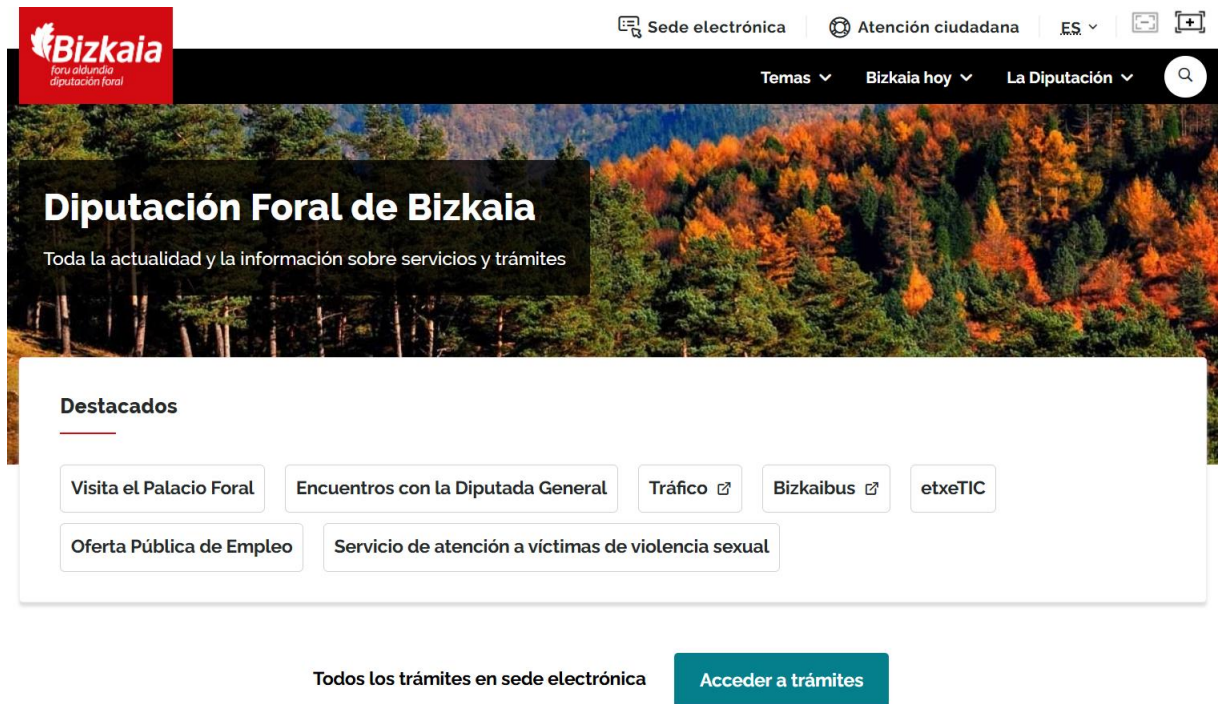 Sede electrónica Atención ciudadana ES
Bizkaia
foru aldundia
diputación foral
Temas Bizkaia hoy La Diputación
Diputación Foral de Bizkaia
Toda la actualidad y la información sobre servicios y trámites
Destacados
Visita el Palacio Foral Encuentros con la Diputada General Tráfico Bizkaibus etxeTIC
Oferta Pública de Empleo Servicio de atención a víctimas de violencia sexual
Todos los trámites en sede electrónica Acceder a trámites